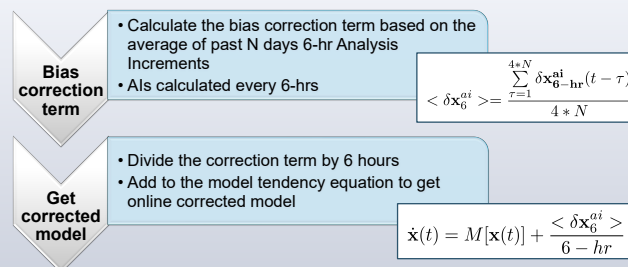 Bias
correction
term
• Calculate the bias correction term based on the
average of past N days 6-hr Analysis
Increments
• AIs calculated every 6-hrs
< δx_6^{ai} >= \frac{\sum_{τ=1}^{4*N} δx_{6-hr}^{ai}(t − τ)}{4 ∗ N}
Get
corrected
model
• Divide the correction term by 6 hours
• Add to the model tendency equation to get
online corrected model
ẋ(t) = M[x(t)] + \frac{< δx_6^{ai} >}{6 − hr}